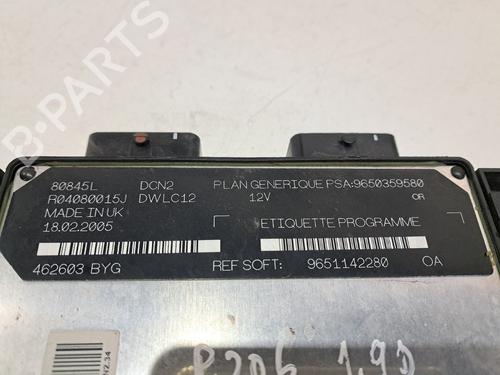 80845L DCN2 PLAN GENERIQUE PSA:9650359580
R04080015J DWLC12 12V OR
MADE IN UK
18.02.2005 ETIQUETTE PROGRAMME
462603 BYG REF SOFT: 9651142280 OA
P206 1.9D
B-PARTS